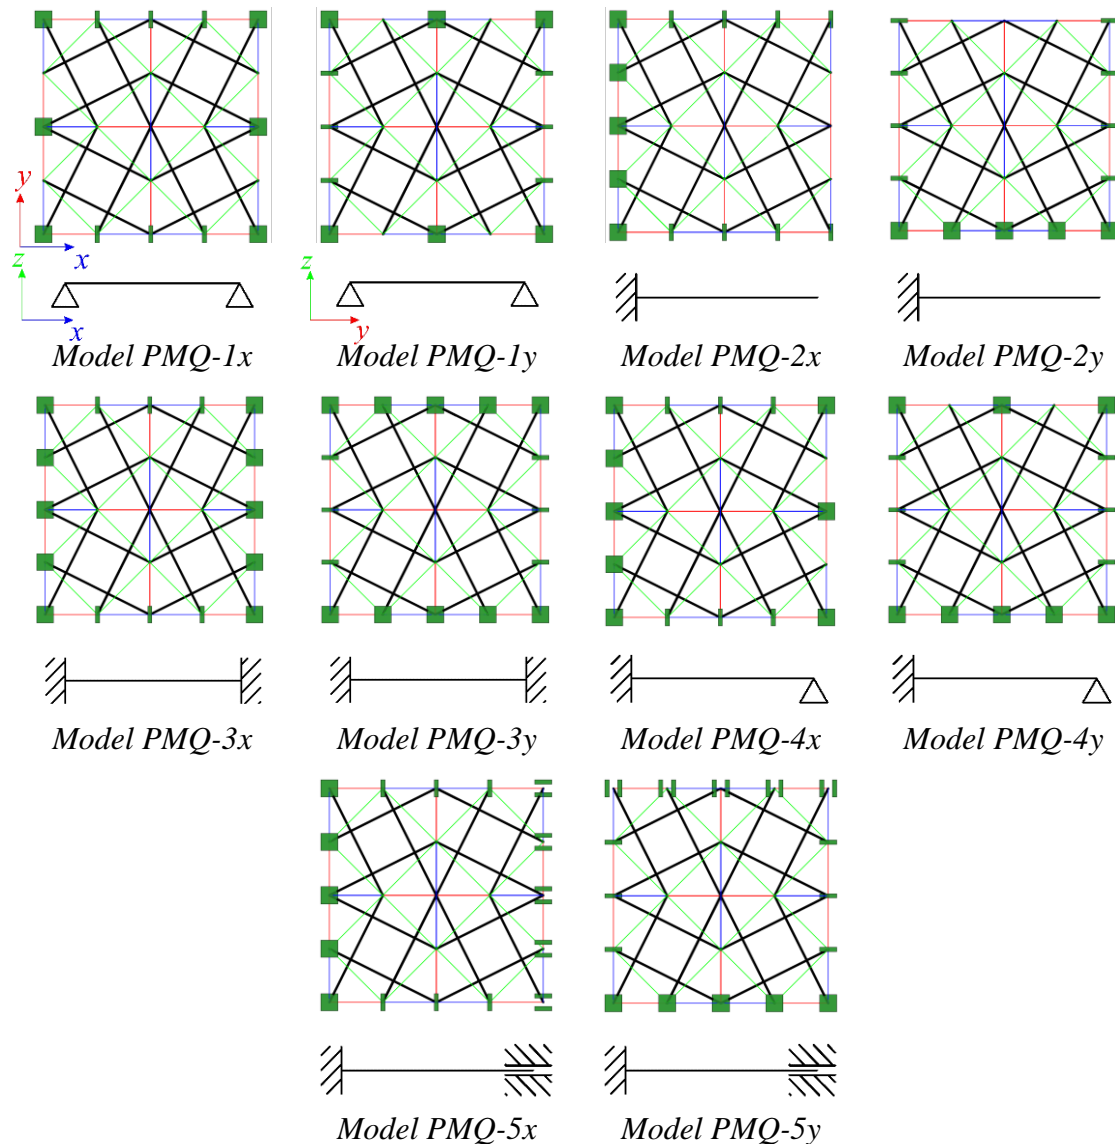 y
x
z
x
Model PMQ-1x
z
y
Model PMQ-1y
Model PMQ-2x
Model PMQ-2y
Model PMQ-3x
Model PMQ-3y
Model PMQ-4x
Model PMQ-4y
Model PMQ-5x
Model PMQ-5y